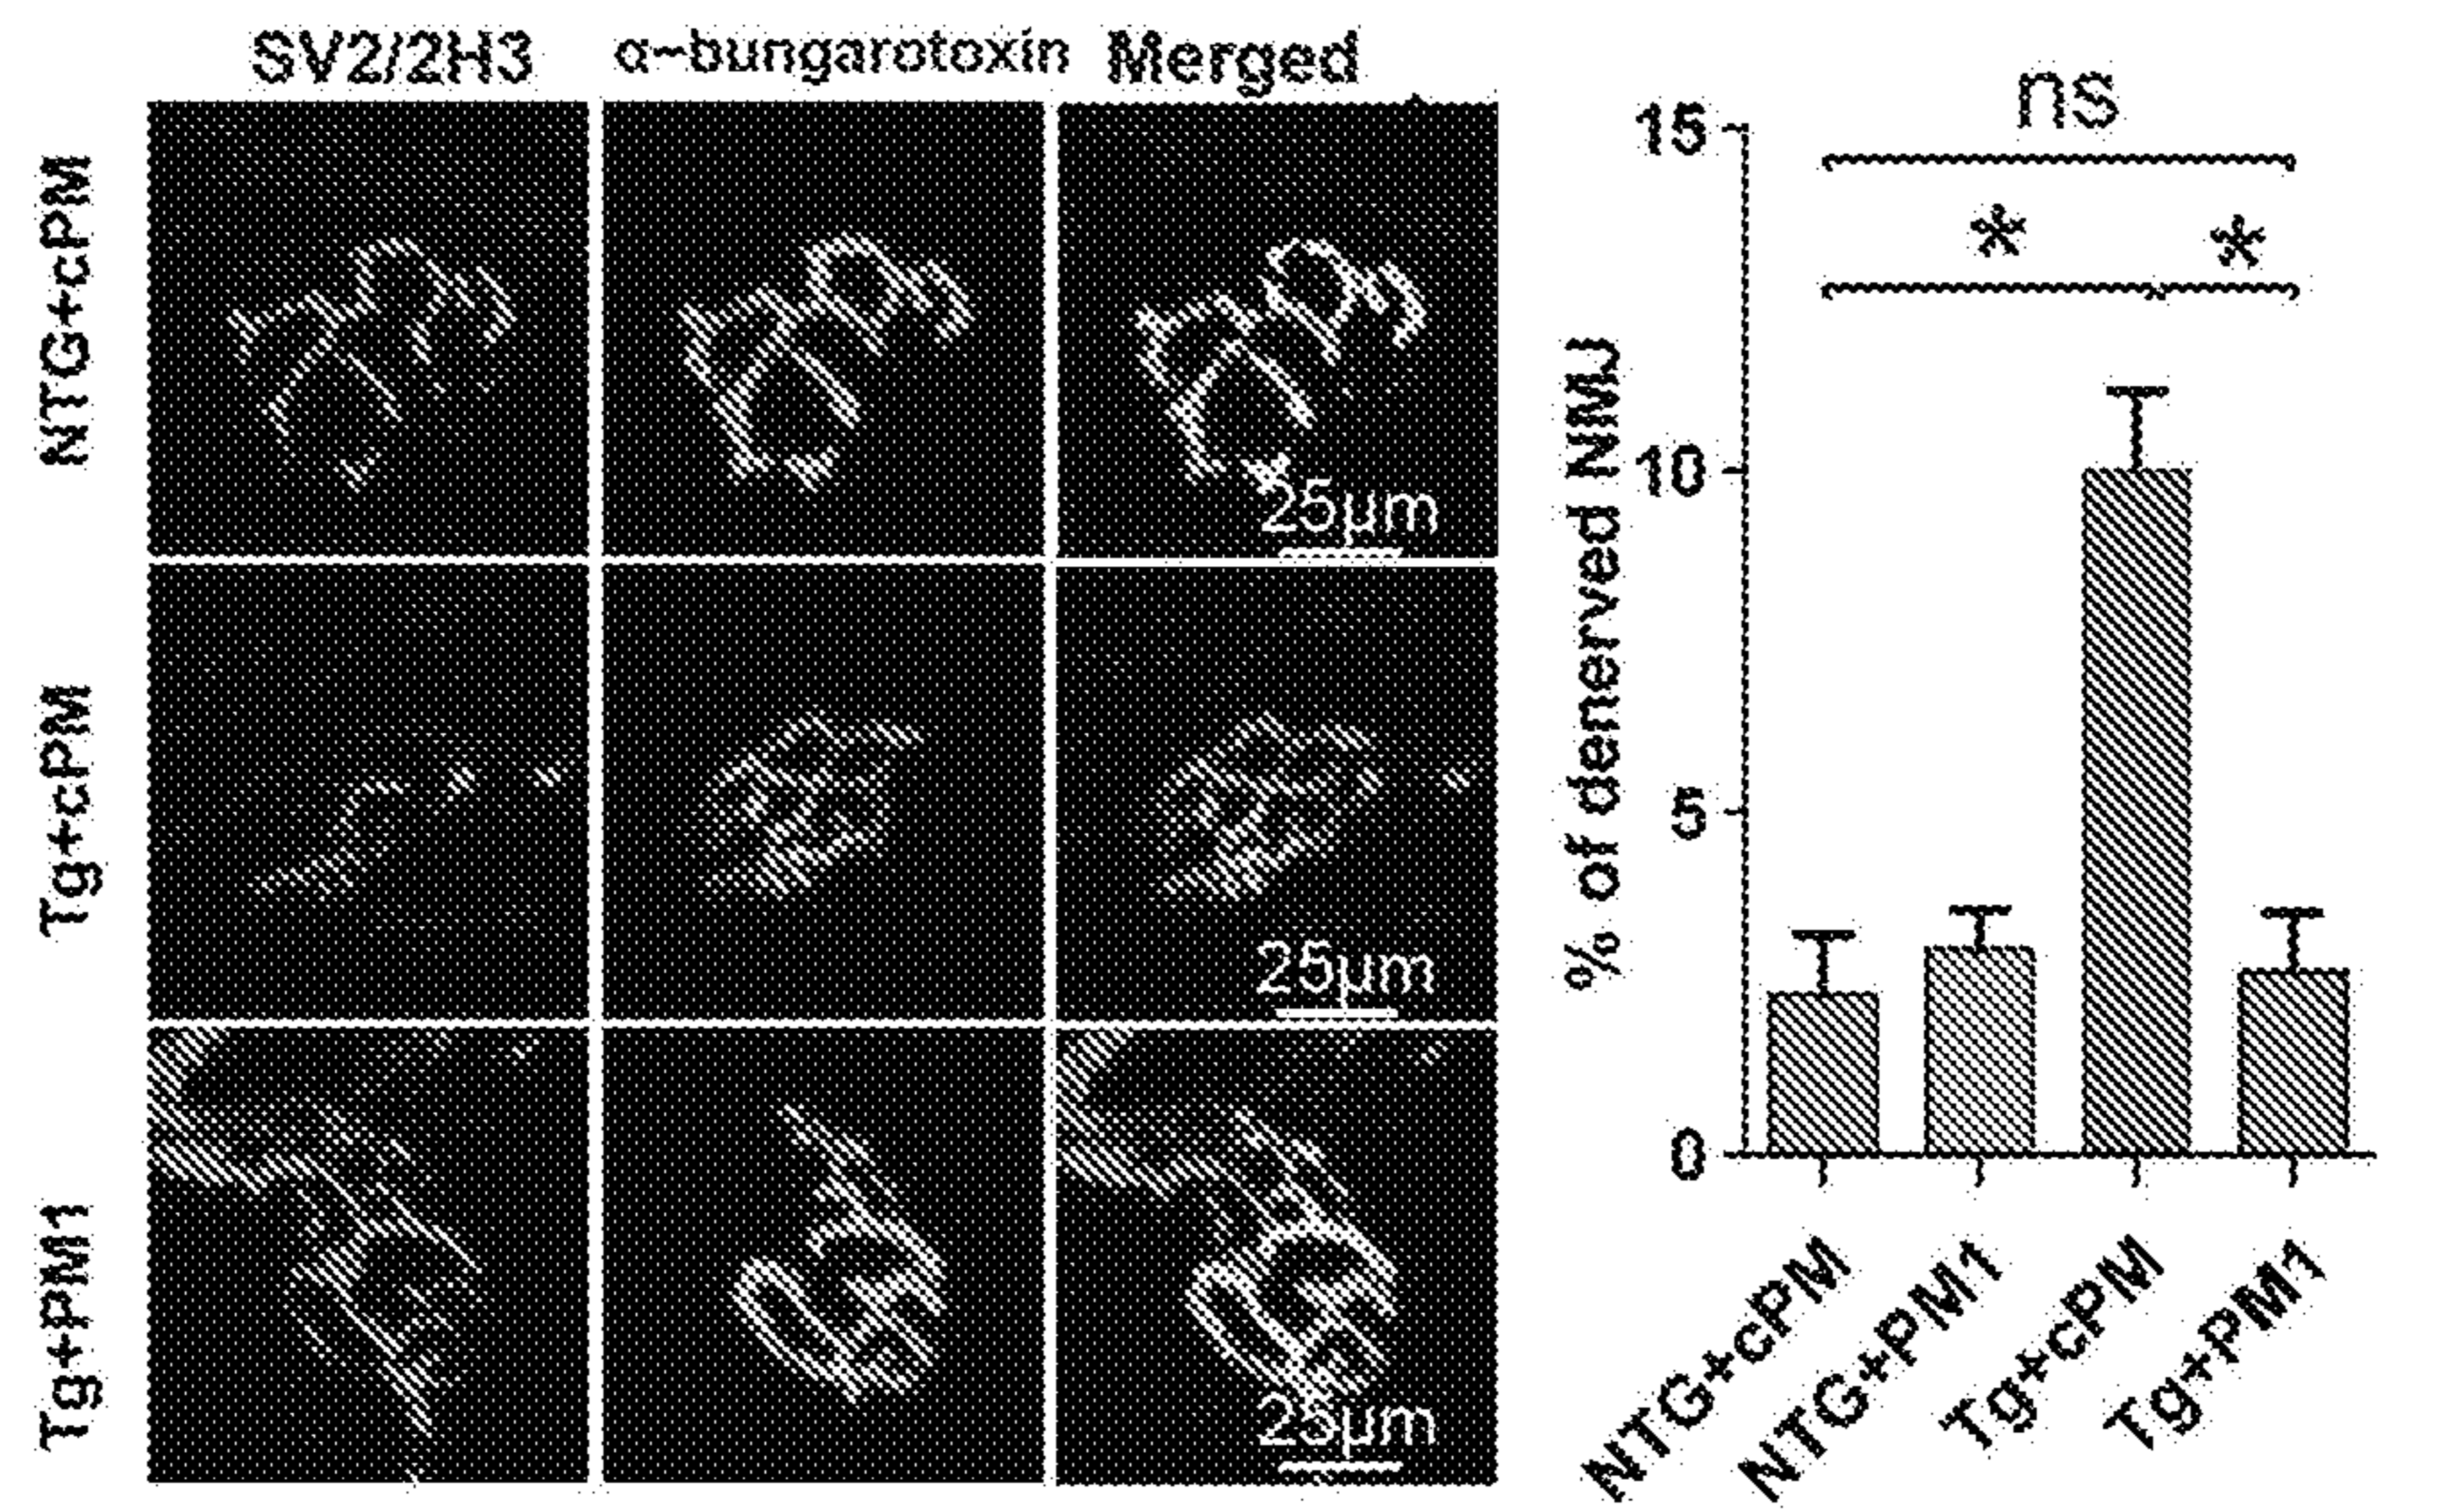 SV2/2H3 α-bungarotoxin Merged
NTG+cPM
25μm
Tg+cPM
25μm
Tg+PM1
25μm
ns
* *
% of denerved NMJ
15
10
5
0
NTG+cPM
NTG+PM1
Tg+cPM
Tg+PM1